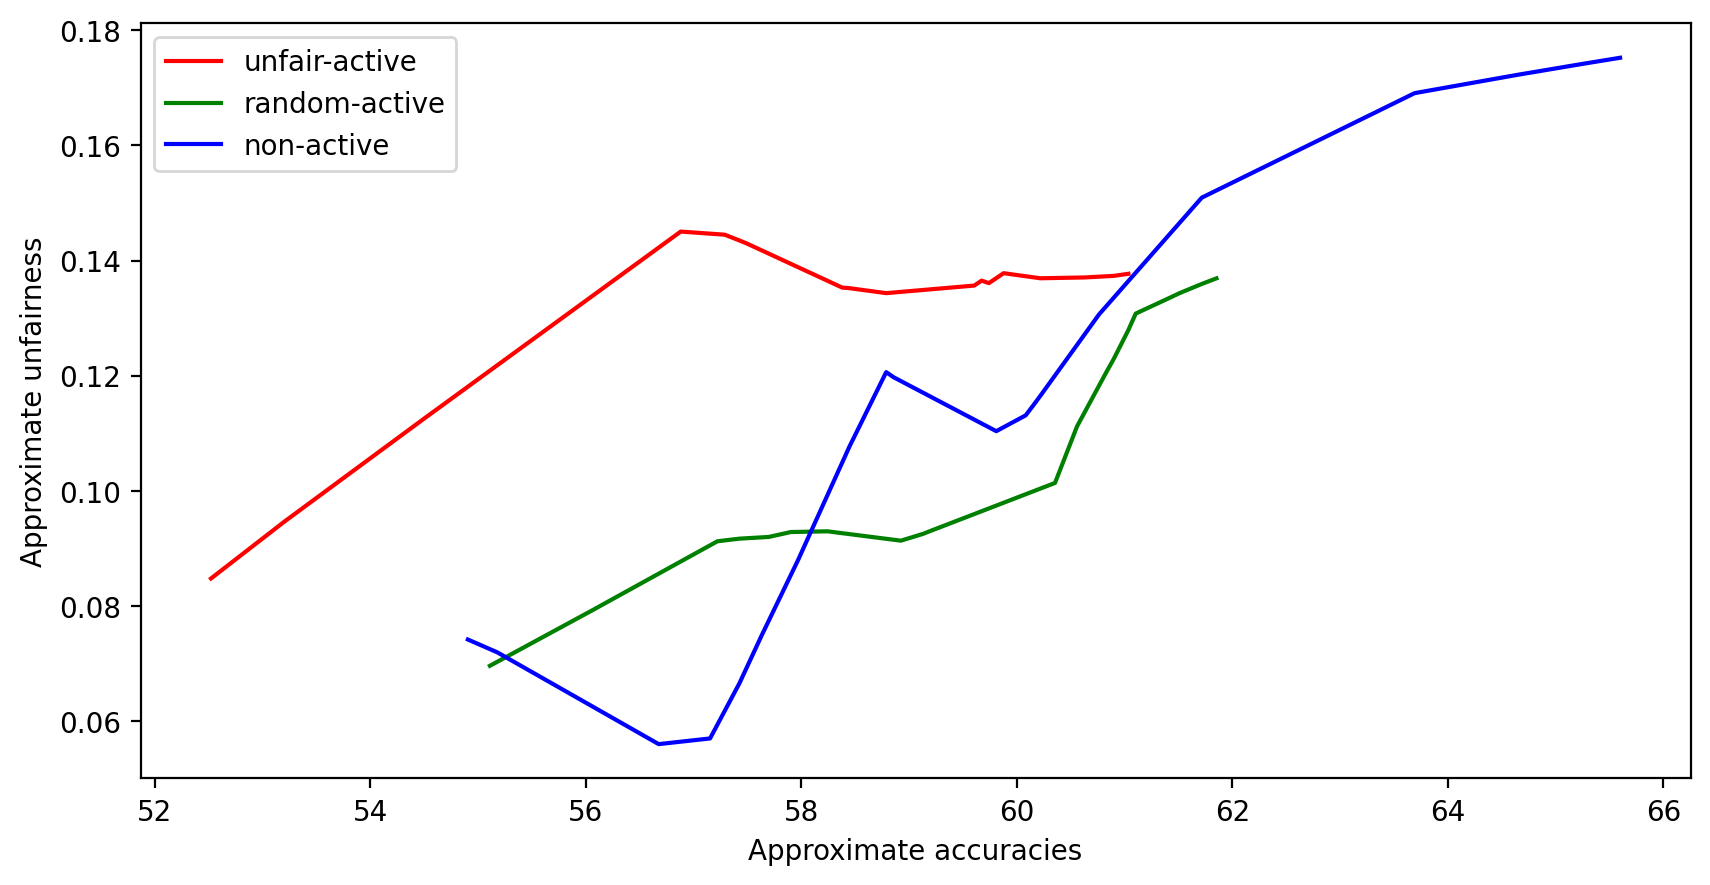 unfair-active
random-active
non-active
0.18
0.16
0.14
0.12
0.10
0.08
0.06
Approximate unfairness
52 54 56 58 60 62 64 66
Approximate accuracies